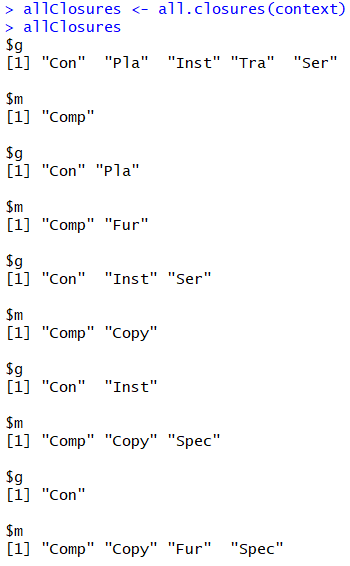 > allClosures <- all.closures(context)
> allClosures
$g
[1] "Con"  "Pla"  "Inst" "Tra"  "Ser"
$m
[1] "Comp"
$g
[1] "Con" "Pla"
$m
[1] "Comp" "Fur"
$g
[1] "Con"  "Inst" "Ser"
$m
[1] "Comp" "Copy"
$g
[1] "Con"  "Inst"
$m
[1] "Comp" "Copy" "Spec"
$g
[1] "Con"
$m
[1] "Comp" "Copy" "Fur"  "Spec"